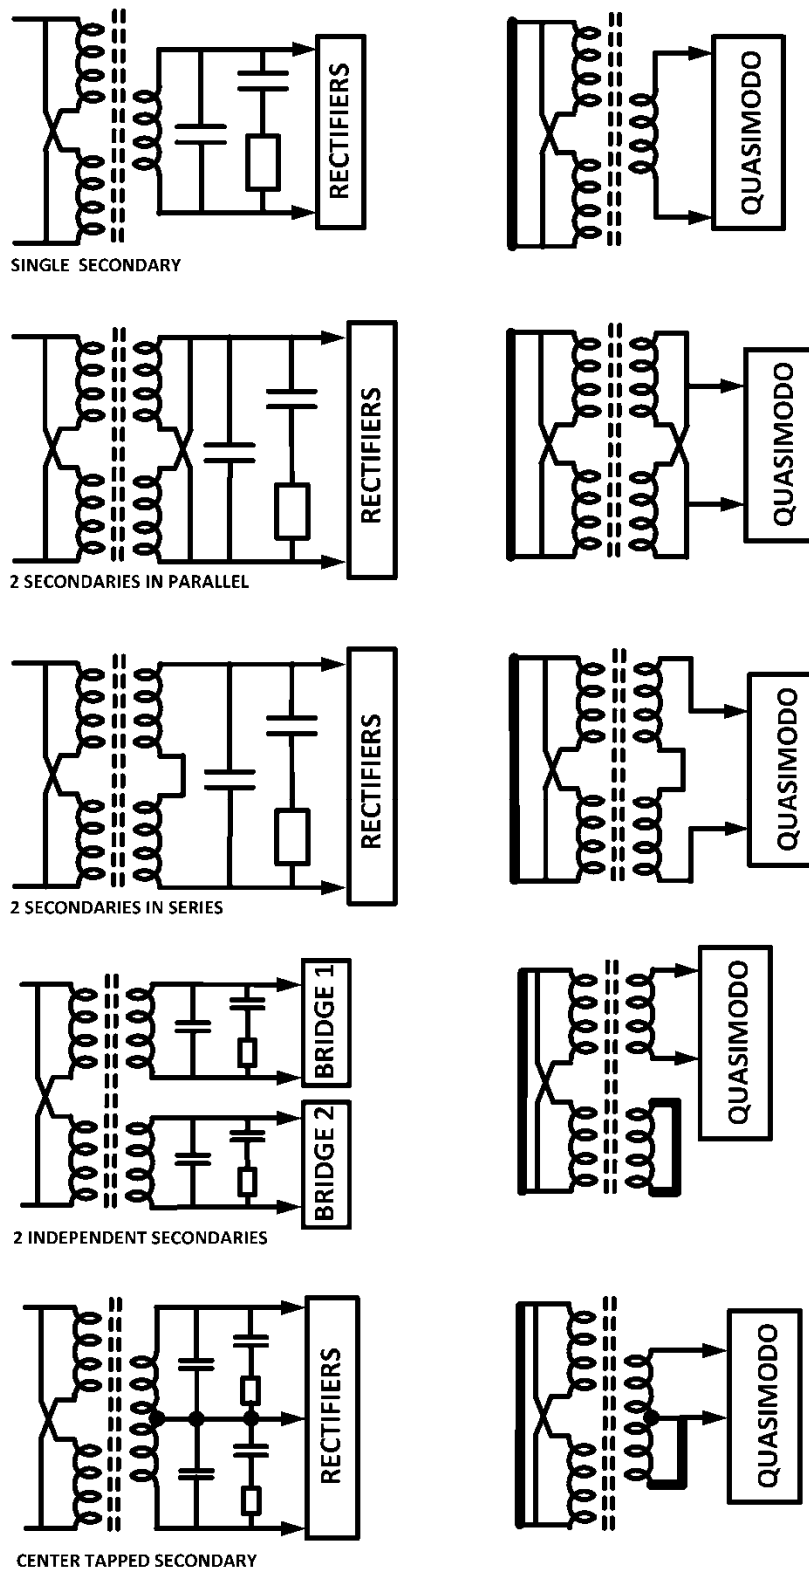 RECTIFIERS
QUASIMODO
SINGLE SECONDARY
RECTIFIERS
QUASIMODO
2 SECONDARIES IN PARALLEL
RECTIFIERS
QUASIMODO
2 SECONDARIES IN SERIES
BRIDGE 1
QUASIMODO
BRIDGE 2
2 INDEPENDENT SECONDARIES
RECTIFIERS
QUASIMODO
CENTER TAPPED SECONDARY